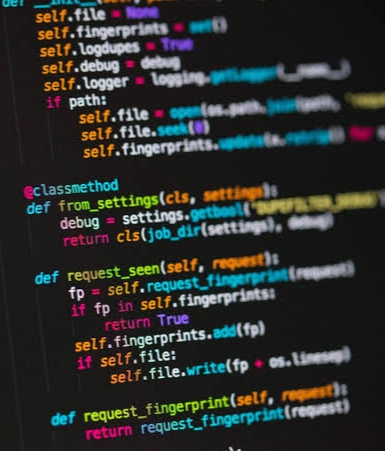 def __init__(self,
self.file = None
self.fingerprints = set()
self.logdupes = True
self.debug = debug
self.logger = logging.getLogger(__name__)
if path:
self.file = open(os.path.join(path,
self.file.seek(0)
self.fingerprints.update(x.rstrip() for
@classmethod
def from_settings(cls, settings):
debug = settings.getbool('DUPEFILTER_DEBUG')
return cls(job_dir(settings), debug)
def request_seen(self, request):
fp = self.request_fingerprint(request)
if fp in self.fingerprints:
return True
self.fingerprints.add(fp)
if self.file:
self.file.write(fp + os.linesep)
def request_fingerprint(self, request):
return request_fingerprint(request)